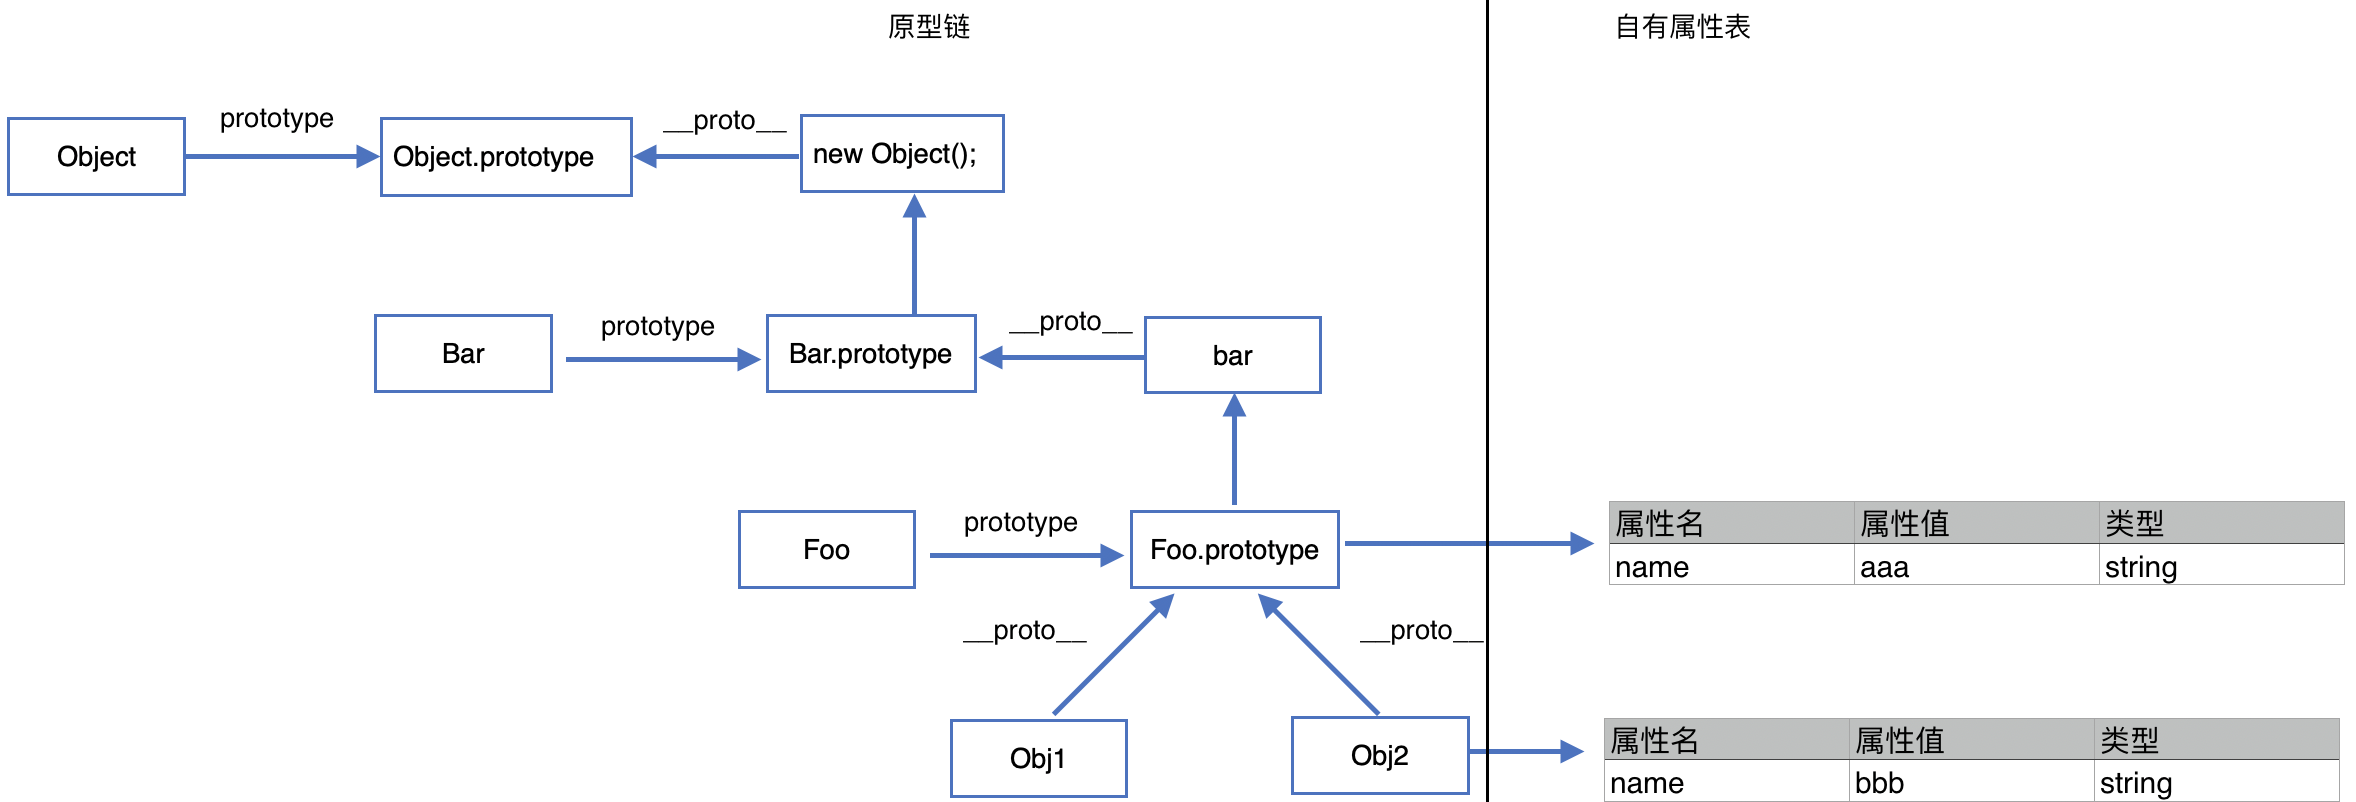 原型链
自有属性表
prototype
__proto__
Object
Object.prototype
new Object();
prototype
__proto__
Bar
Bar.prototype
bar
prototype
Foo
Foo.prototype
属性名 属性值 类型
name aaa string
__proto__
__proto__
Obj1
Obj2
属性名 属性值 类型
name bbb string